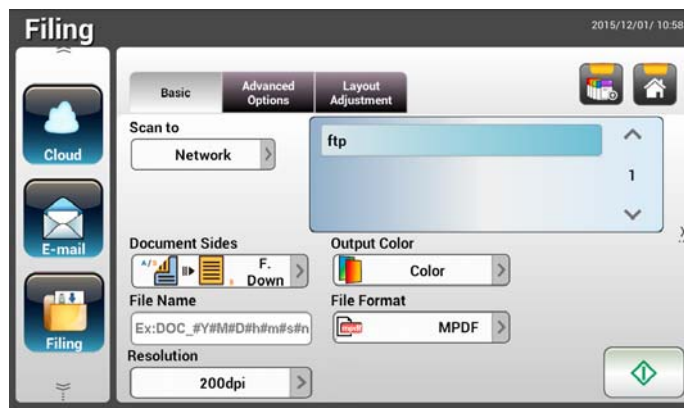 Filing
2015/12/01/ 10:58
Cloud
E-mail
Filing
Basic
Advanced
Options
Layout
Adjustment
Scan to
Network
ftp
1
Document Sides
A/B
F.
Down
Output Color
Color
File Name
Ex:DOC_#Y#M#D#h#m#s#n
File Format
mpdf
MPDF
Resolution
200dpi